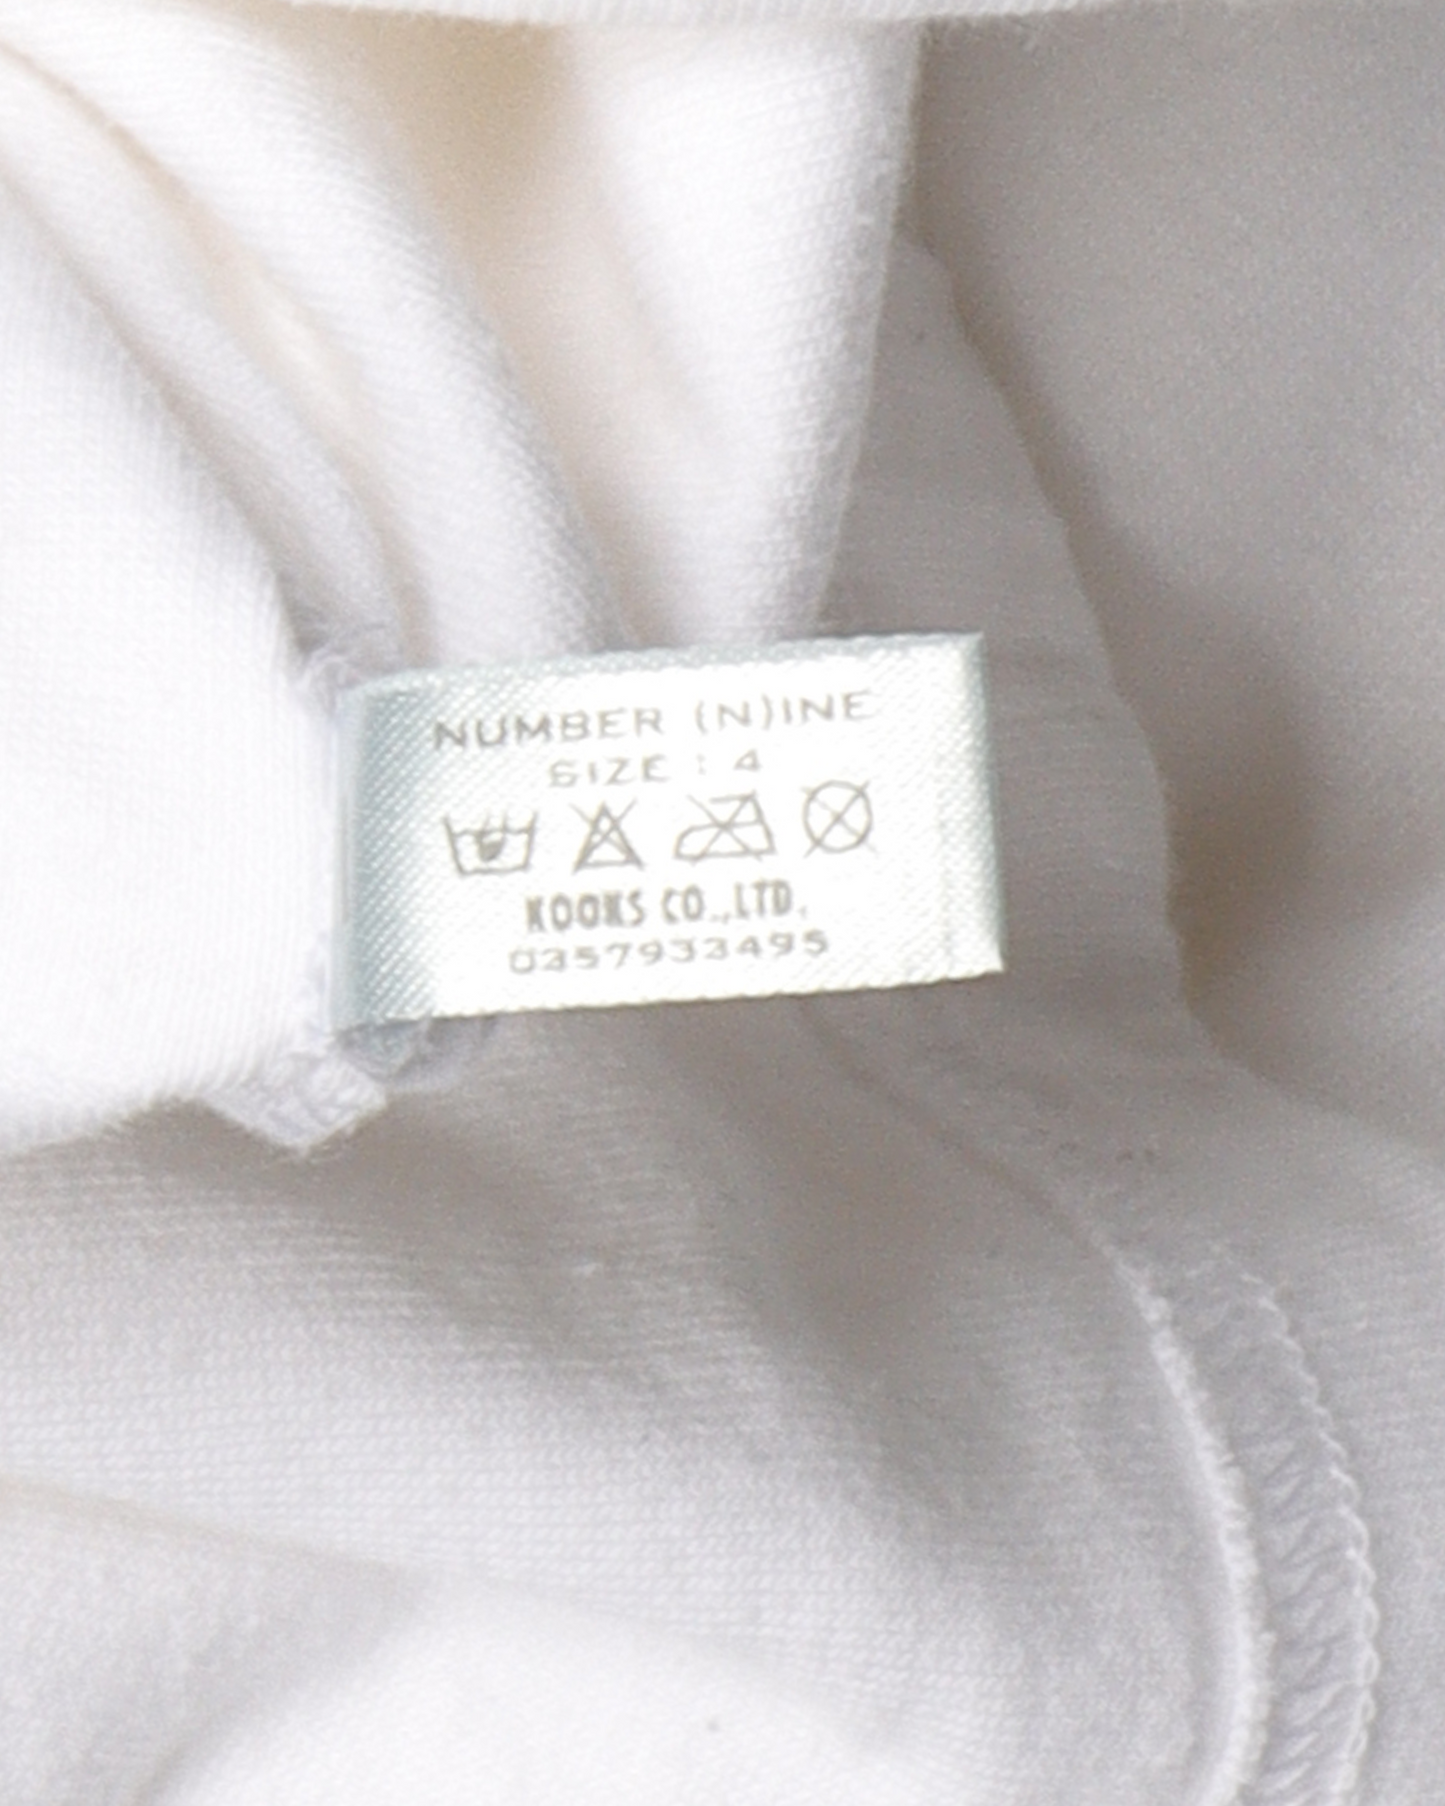 NUMBER (N)INE
SIZE : 4
KOOKS CO.,LTD.
0357933495